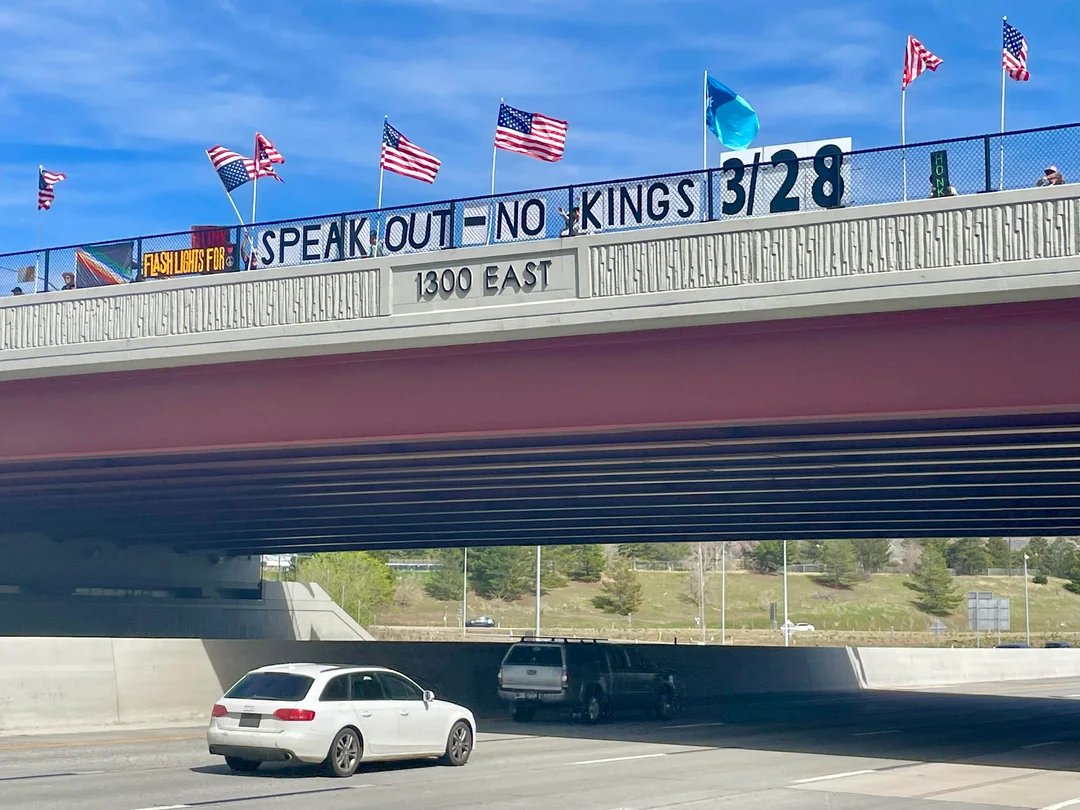 SPEAK OUT - NO KINGS 3/28
FLASH LIGHTS FOR
HONK
1300 EAST